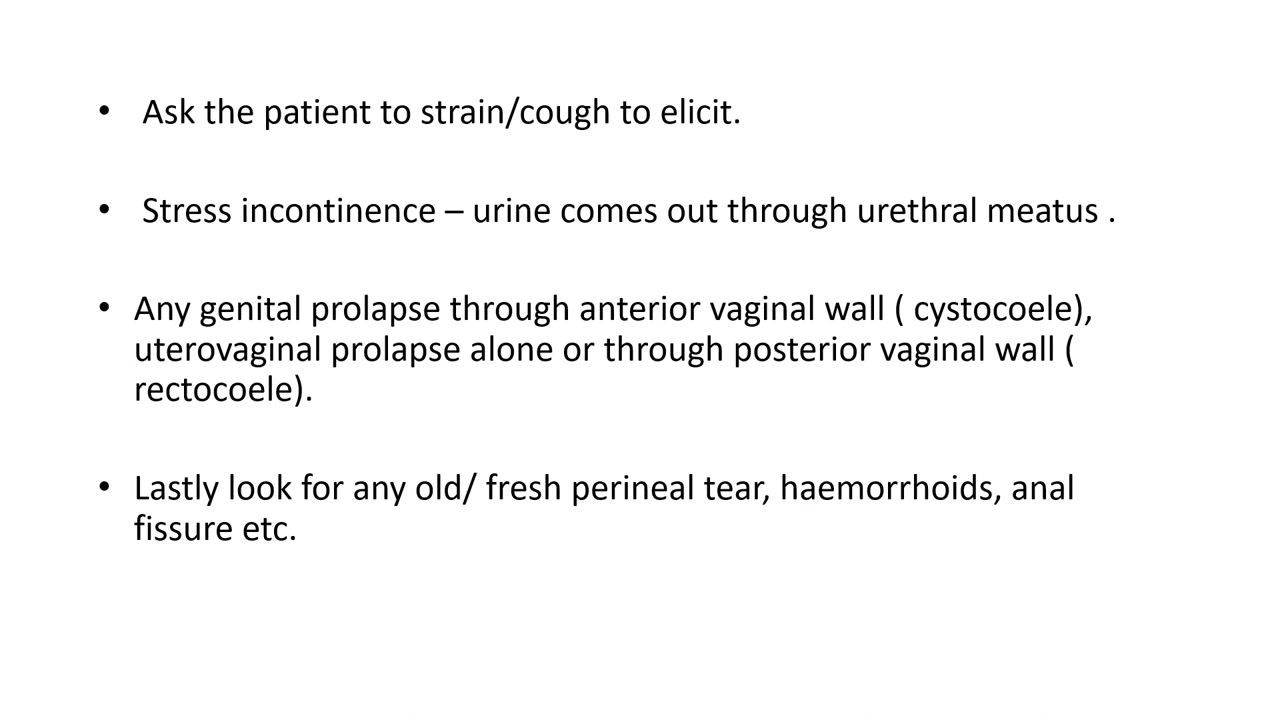 • Ask the patient to strain/cough to elicit.
• Stress incontinence – urine comes out through urethral meatus .
• Any genital prolapse through anterior vaginal wall ( cystocoele),
uterovaginal prolapse alone or through posterior vaginal wall (
rectocoele).
• Lastly look for any old/ fresh perineal tear, haemorrhoids, anal
fissure etc.